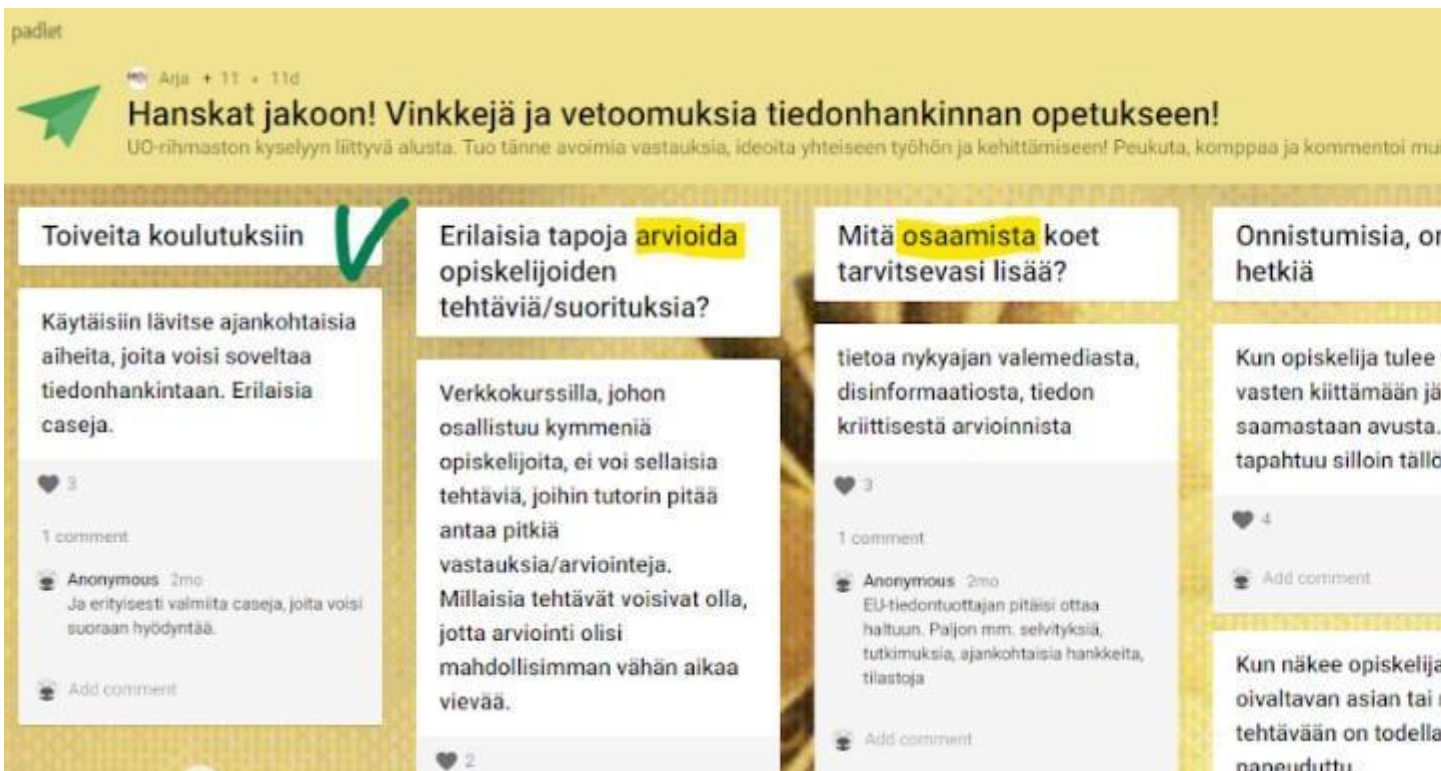 padlet
Arja + 11 • 11d
Hanskat jakoon! Vinkkejä ja vetoomuksia tiedonhankinnan opetukseen!
UO-rihmaston kyselyyn liittyvä alusta. Tuo tänne avoimia vastauksia, ideoita yhteiseen työhön ja kehittämiseen! Peukuta, komppaa ja kommentoi
Toiveita koulutuksiin
Käytäisiin lävitse ajankohtaisia
aiheita, joita voisi soveltaa
tiedonhankintaan. Erilaisia
caseja.
3
1 comment
Anonymous 2mo
Ja erityisesti valmiita caseja, joita voisi
suoraan hyödyntää.
Add comment
Erilaisia tapoja arvioida
opiskelijoiden
tehtäviä/suorituksia?
Verkkokurssilla, johon
osallistuu kymmeniä
opiskelijoita, ei voi sellaisia
tehtäviä, joihin tutorin pitää
antaa pitkiä
vastauksia/arviointeja.
Millaisia tehtävät voisivat olla,
jotta arviointi olisi
mahdollisimman vähän aikaa
vievää.
2
Mitä osaamista koet
tarvitsevasi lisää?
tietoa nykyajan valemediasta,
disinformaatiosta, tiedon
kriittisestä arvioinnista
3
1 comment
Anonymous 2mo
EU-tiedontuottajan pitäisi ottaa
haltuun. Paljon mm. selvityksiä,
tutkimuksia, ajankohtaisia hankkeita,
tilastoja
Add comment
Onnistumisia,
hetkiä
Kun opiskelija tulee
vasten kiittämään
saamastaan avusta.
tapahtuu silloin
4
Add comment
Kun näkee
oivaltavan asian tai
tehtävään on todella
paneuduttu